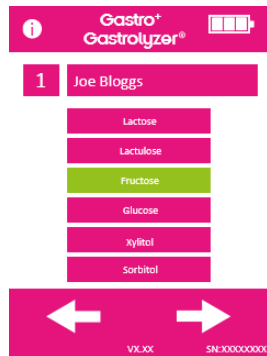 i
Gastro+
Gastrolyzer®
1 Joe Bloggs
Lactose
Lactulose
Fructose
Glucose
Xylitol
Sorbitol
VX.XX SN:XXXXXXXX